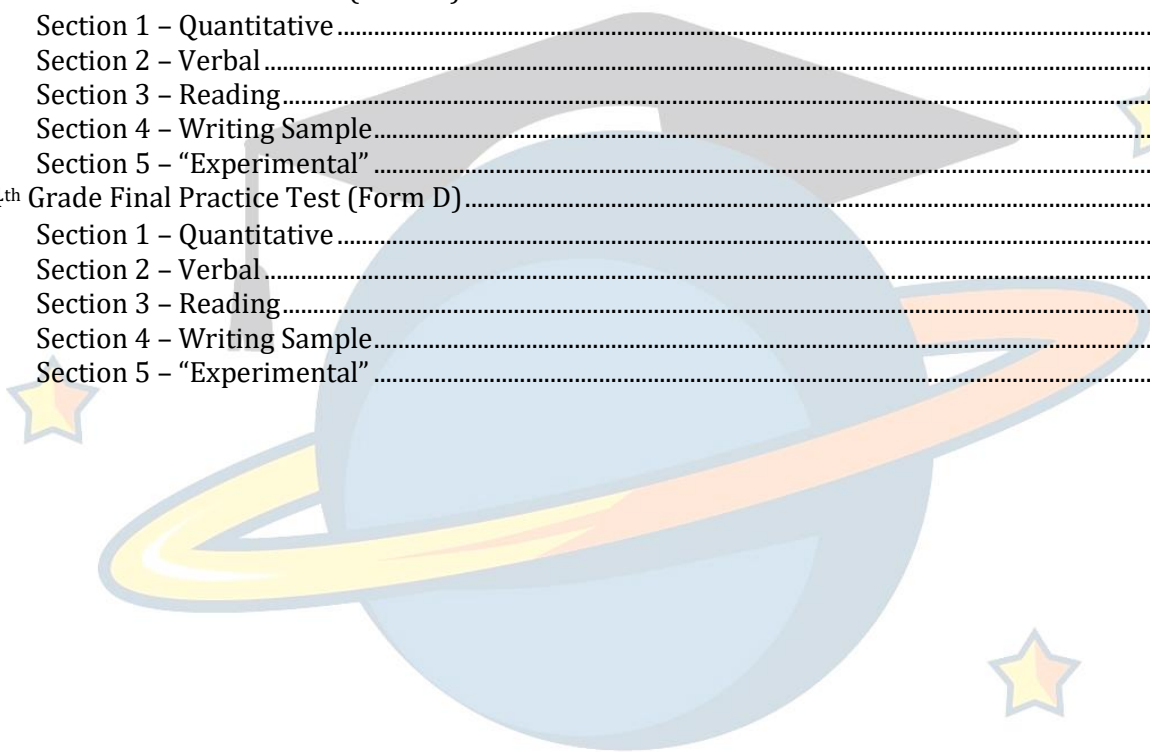 Section 1 – Quantitative
Section 2 – Verbal
Section 3 – Reading
Section 4 – Writing Sample
Section 5 – “Experimental”
th Grade Final Practice Test (Form D)
Section 1 – Quantitative
Section 2 – Verbal
Section 3 – Reading
Section 4 – Writing Sample
Section 5 – “Experimental”